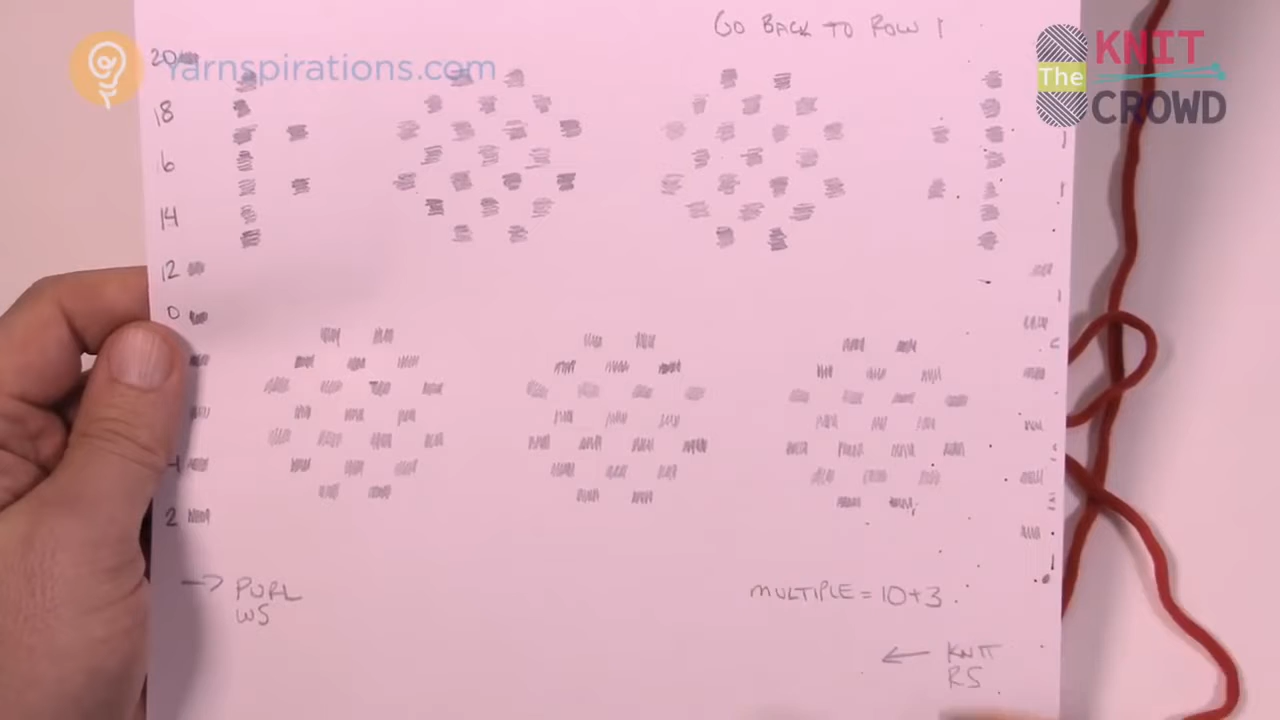 GO BACK TO ROW 1
Yarnspirations.com
The KNIT
CROWD
20
18
6
14
12
0
2
→ PURL
WS
MULTIPLE = 10+3.
← KNIT
RS